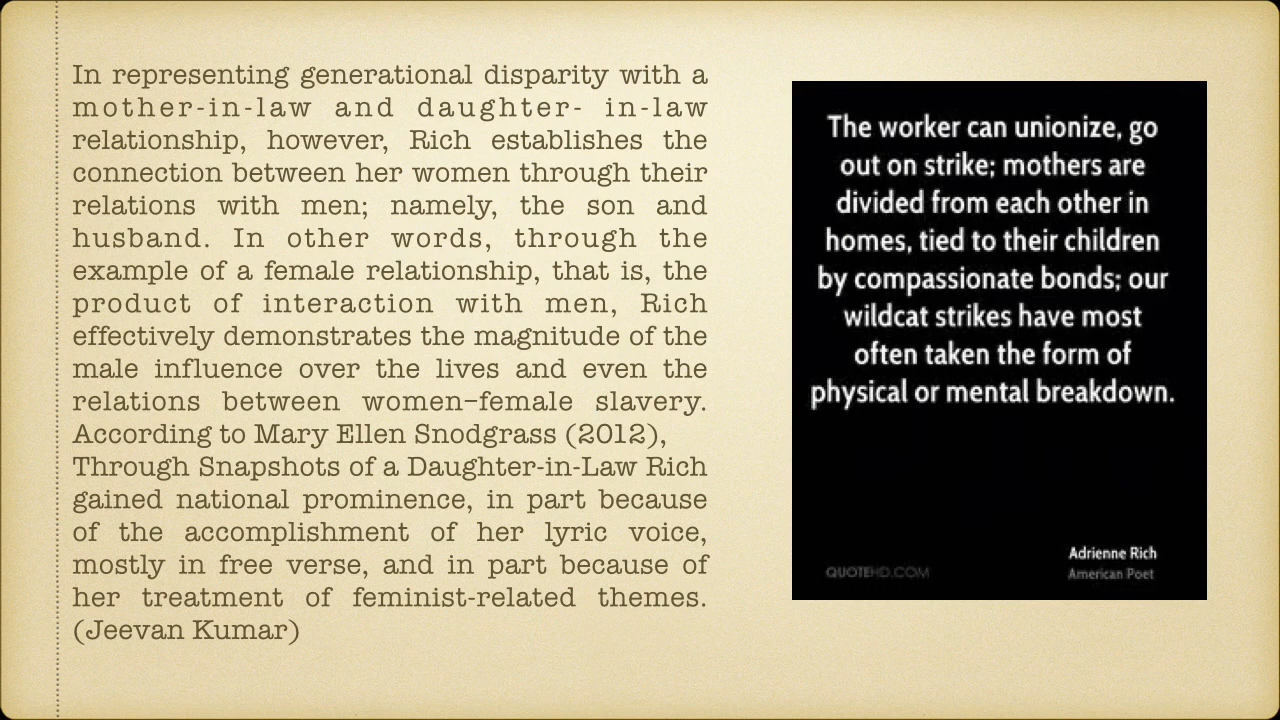 In representing generational disparity with a
mother-in-law and daughter- in-law
relationship, however, Rich establishes the
connection between her women through their
relations with men; namely, the son and
husband. In other words, through the
example of a female relationship, that is, the
product of interaction with men, Rich
effectively demonstrates the magnitude of the
male influence over the lives and even the
relations between women–female slavery.
According to Mary Ellen Snodgrass (2012),
Through Snapshots of a Daughter-in-Law Rich
gained national prominence, in part because
of the accomplishment of her lyric voice,
mostly in free verse, and in part because of
her treatment of feminist-related themes.
(Jeevan Kumar)
The worker can unionize, go
out on strike; mothers are
divided from each other in
homes, tied to their children
by compassionate bonds; our
wildcat strikes have most
often taken the form of
physical or mental breakdown.
Adrienne Rich
American Poet
QUOTEHD.COM